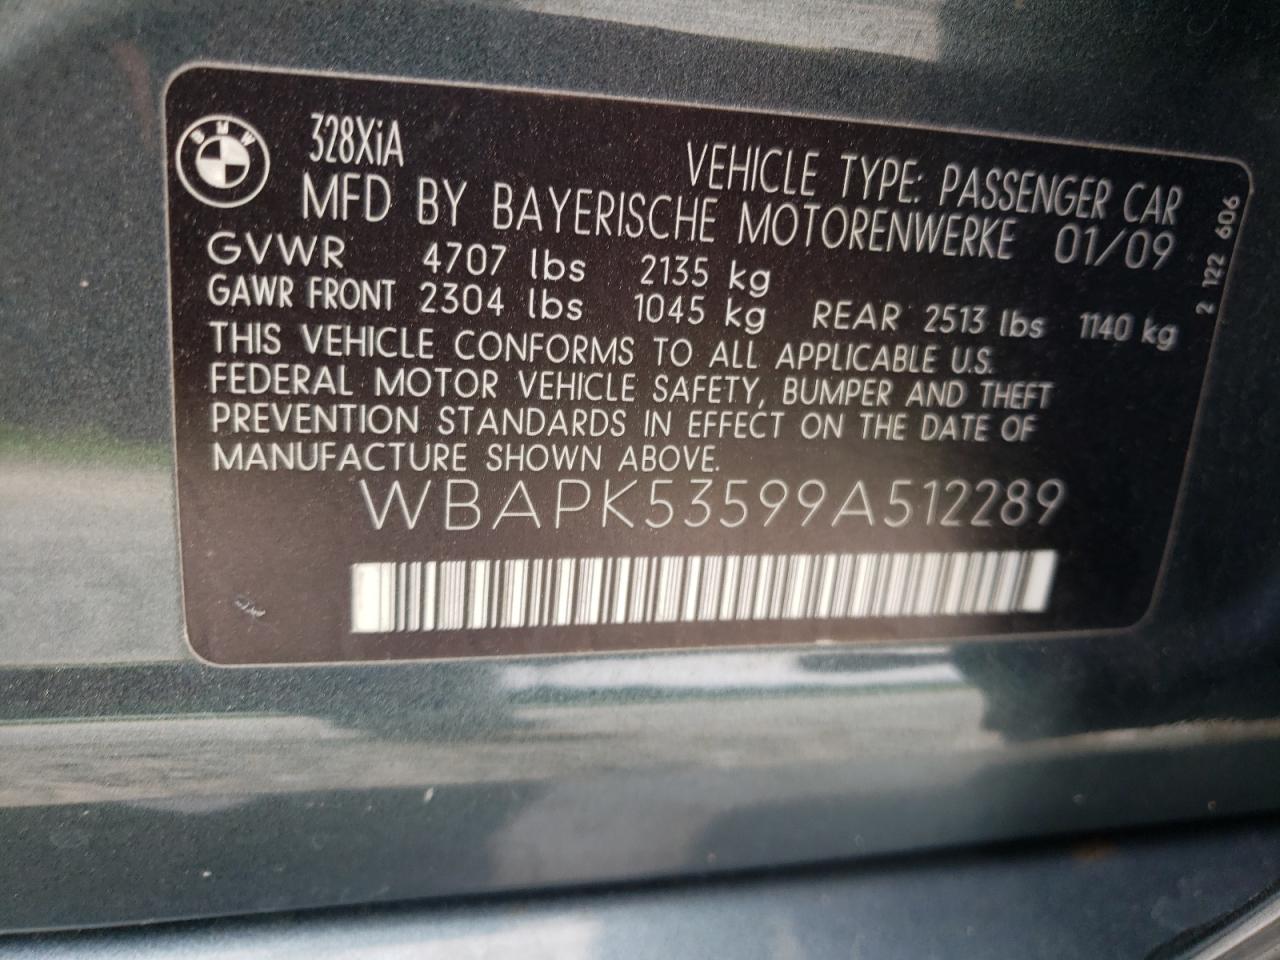 BMW
328XiA
VEHICLE TYPE: PASSENGER CAR
MFD BY BAYERISCHE MOTORENWERKE 01/09
GVWR 4707 lbs 2135 kg
GAWR FRONT 2304 lbs 1045 kg REAR 2513 lbs 1140 kg
THIS VEHICLE CONFORMS TO ALL APPLICABLE U.S.
FEDERAL MOTOR VEHICLE SAFETY, BUMPER AND THEFT
PREVENTION STANDARDS IN EFFECT ON THE DATE OF
MANUFACTURE SHOWN ABOVE.
WBAPK53599A512289
2 122 606